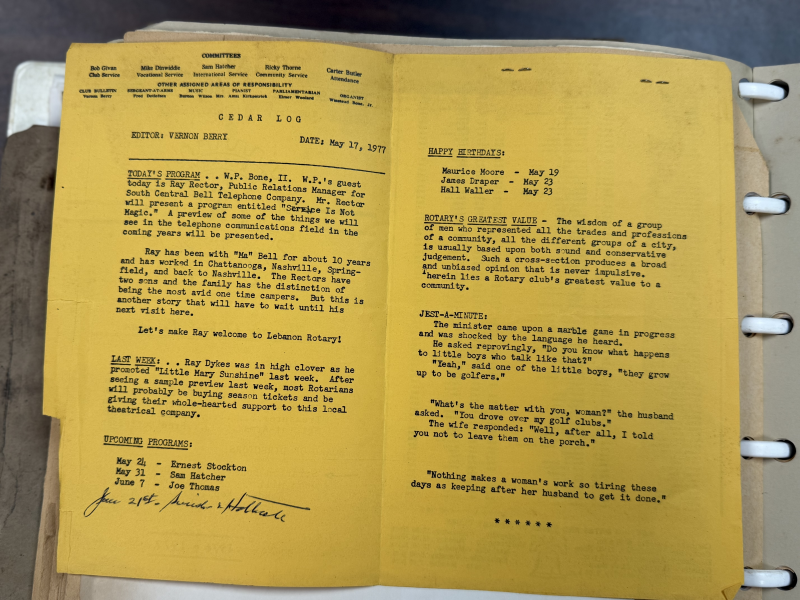 COMMITTEES
Bob Givan Mike Dinwiddie Sam Hatcher Ricky Thorne Carter Butler
Club Service Vocational Service International Service Community Service Attendance
OTHER ASSIGNED AREAS OF RESPONSIBILITY
CLUB BULLETIN SERGEANT-AT-ARMS MUSIC PIANIST PARLIAMENTARIAN ORGANIST
Vernon Berry
CEDAR LOG
EDITOR: VERNON BERRY DATE: May 17, 1977
TODAY'S PROGRAM . . W.P. Bone, II. W.P.'s guest
today is Ray Rector, Public Relations Manager for
South Central Bell Telephone Company. Mr. Rector
will present a program entitled "Service Is Not
Magic." A preview of some of the things we will
see in the telephone communications field in the
coming years will be presented.
Ray has been with "Ma" Bell for about 10 years
and has worked in Chattanoga, Nashville, Spring-
field, and back to Nashville. The Rectors have
two sons and the family has the distinction of
being the most avid one time campers. But this is
another story that will have to wait until his
next visit here.
Let's make Ray welcome to Lebanon Rotary!
LAST WEEK: . . Ray Dykes was in high clover as he
promoted "Little Mary Sunshine" last week. After
seeing a sample preview last week, most Rotarians
will probably be buying season tickets and be
giving their whole-hearted support to this local
theatrical company.
UPCOMING PROGRAMS:
May 24 - Ernest Stockton
May 31 - Sam Hatcher
June 7 - Joe Thomas
HAPPY BIRTHDAYS:
Maurice Moore - May 19
James Draper - May 23
Hall Waller - May 23
ROTARY'S GREATEST VALUE - The wisdom of a group
of men who represented all the trades and professions
of a community, all the different groups of a city,
is usually based upon both sound and conservative
judgement. Such a cross-section produces a broad
and unbiased opinion that is never impulsive.
herein lies a Rotary club's greatest value to a
community.
JEST-A-MINUTE:
The minister came upon a marble game in progress
and was shocked by the language he heard.
He asked reprovingly, "Do you know what happens
to little boys who talk like that?"
"Yeah," said one of the little boys, "they grow
up to be golfers."
"What's the matter with you, woman?" the husband
asked. "You drove over my golf clubs."
The wife responded: "Well, after all, I told
you not to leave them on the porch."
"Nothing makes a woman's work so tiring these
days as keeping after her husband to get it done."
* * * * * *